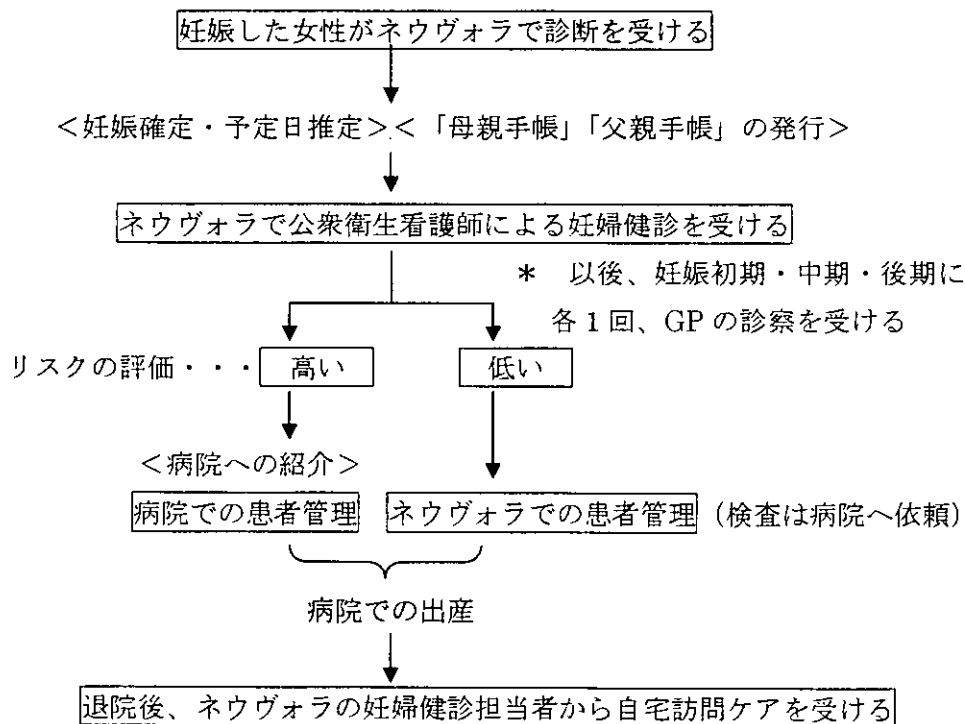 妊娠した女性がネウヴォラで診断を受ける
＜妊娠確定・予定日推定＞＜「母親手帳」「父親手帳」の発行＞
ネウヴォラで公衆衛生看護師による妊婦健診を受ける
＊　以後、妊娠初期・中期・後期に
各1回、GPの診察を受ける
リスクの評価・・・ 高い 低い
＜病院への紹介＞
病院での患者管理 ネウヴォラでの患者管理 （検査は病院へ依頼）
病院での出産
退院後、ネウヴォラの妊婦健診担当者から自宅訪問ケアを受ける